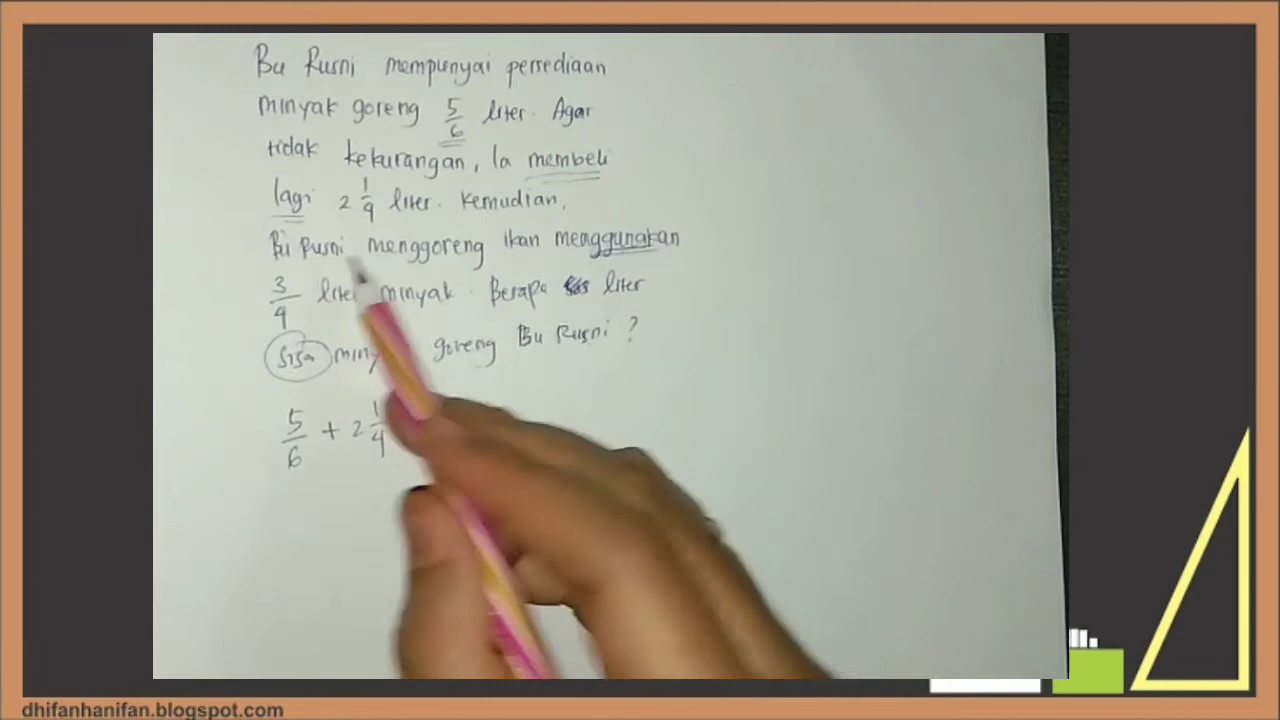 Bu Rusni mempunyai persediaan
minyak goreng 5/6 liter. Agar
tidak kekurangan, Ia membeli
lagi 2 1/4 liter. Kemudian,
Bu Rusni menggoreng ikan menggunakan
3/4 liter minyak. Berapa liter
sisa goreng Bu Rusni ?
5/6 + 2 1/4
dhifanhanifan.blogspot.com